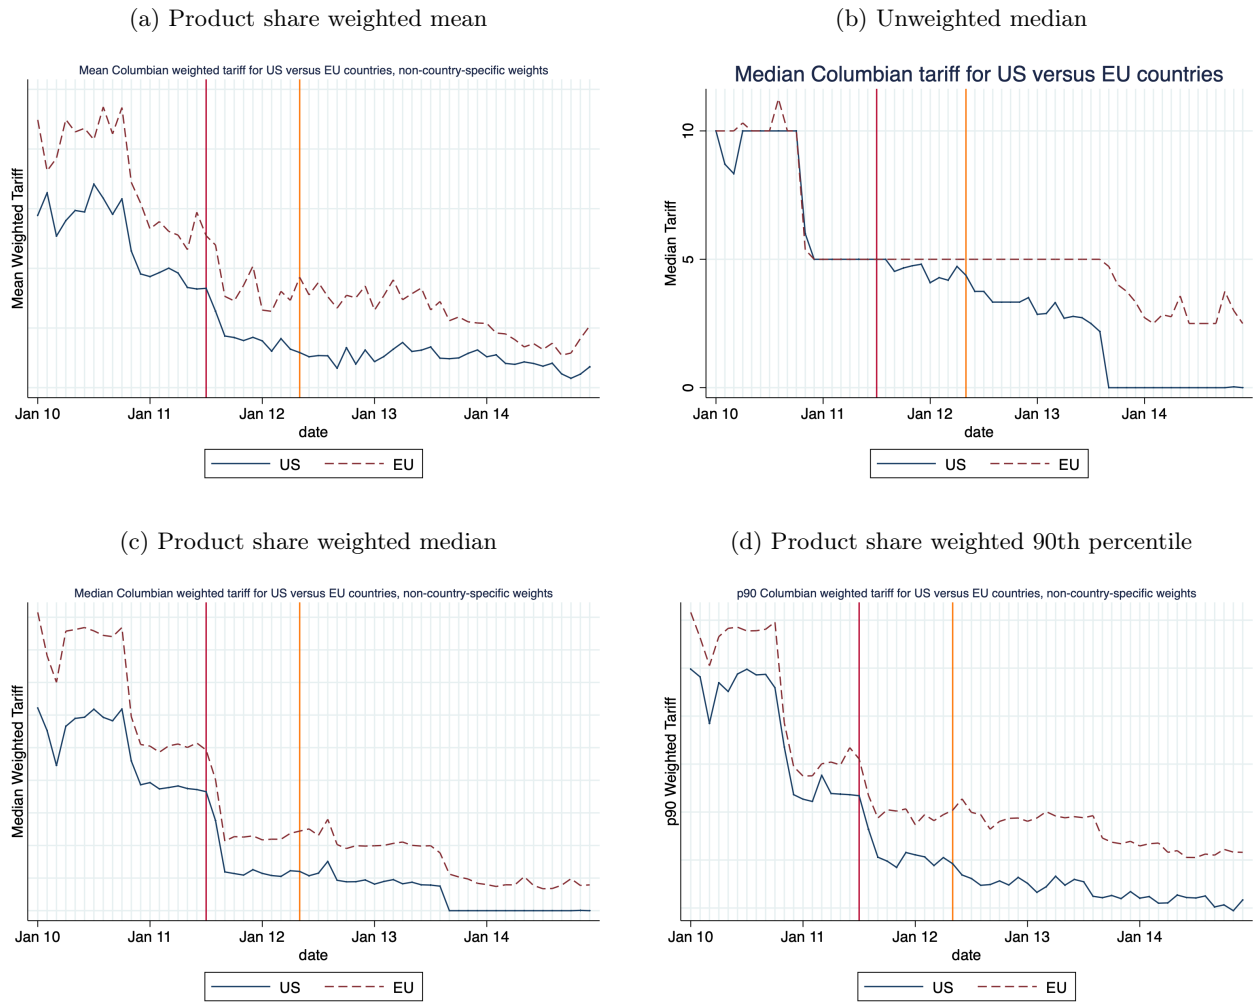 (a) Product share weighted mean
Mean Columbian weighted tariff for US versus EU countries, non-country-specific weights
Mean Weighted Tariff
Jan 10 Jan 11 Jan 12 Jan 13 Jan 14
date
US EU
(b) Unweighted median
Median Columbian tariff for US versus EU countries
Median Tariff
10
5
0
Jan 10 Jan 11 Jan 12 Jan 13 Jan 14
date
US EU
(c) Product share weighted median
Median Columbian weighted tariff for US versus EU countries, non-country-specific weights
Median Weighted Tariff
Jan 10 Jan 11 Jan 12 Jan 13 Jan 14
date
US EU
(d) Product share weighted 90th percentile
p90 Columbian weighted tariff for US versus EU countries, non-country-specific weights
p90 Weighted Tariff
Jan 10 Jan 11 Jan 12 Jan 13 Jan 14
date
US EU